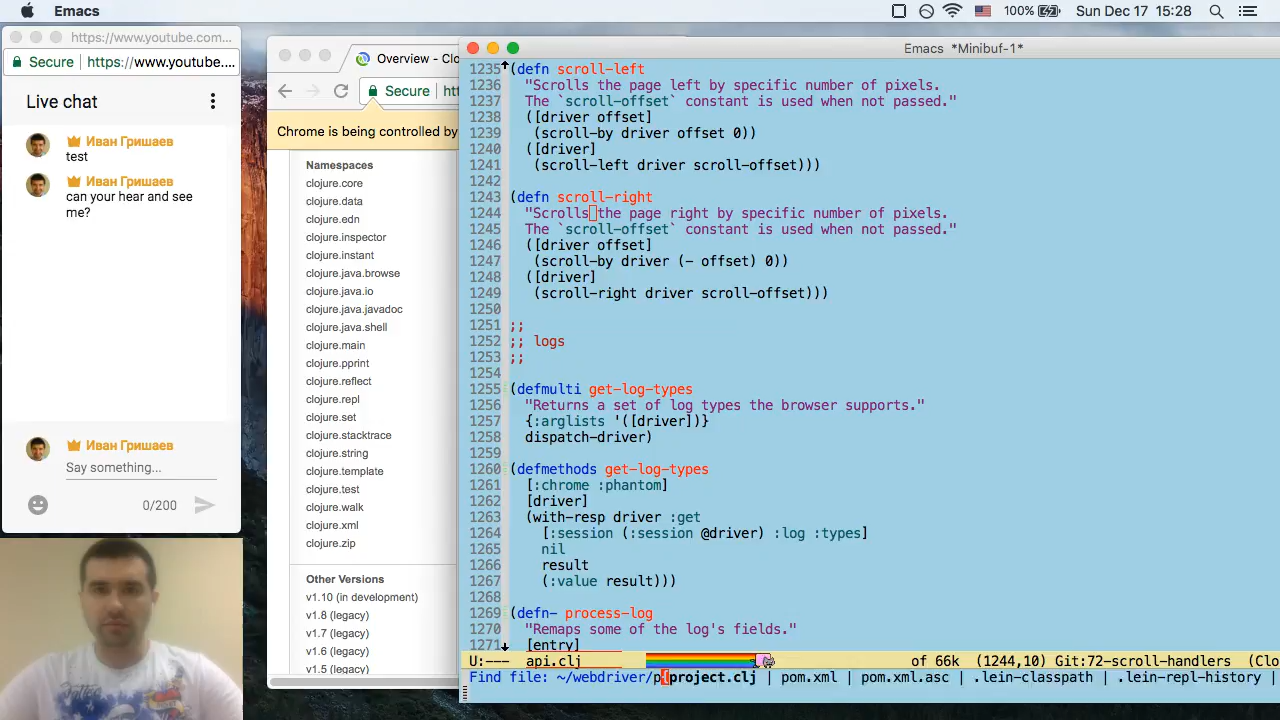 Emacs
100%
Sun Dec 17 15:28
https://www.youtube.com...
Secure
https://www.youtube....
Live chat
Иван Гришаев
test
Иван Гришаев
can your hear and see
me?
Иван Гришаев
Say something...
0/200
Overview - Clo
Secure
htt
Chrome is being controlled by
Namespaces
clojure.core
clojure.data
clojure.edn
clojure.inspector
clojure.instant
clojure.java.browse
clojure.java.io
clojure.java.javadoc
clojure.java.shell
clojure.main
clojure.pprint
clojure.reflect
clojure.repl
clojure.set
clojure.stacktrace
clojure.string
clojure.template
clojure.test
clojure.walk
clojure.xml
clojure.zip
Other Versions
v1.10 (in development)
v1.8 (legacy)
v1.7 (legacy)
v1.6 (legacy)
v1.5 (legacy)
Emacs *Minibuf-1*
1235 (defn scroll-left
1236 "Scrolls the page left by specific number of pixels.
1237 The `scroll-offset` constant is used when not passed."
1238 ([driver offset]
1239 (scroll-by driver offset 0))
1240 ([driver]
1241 (scroll-left driver scroll-offset)))
1242
1243 (defn scroll-right
1244 "Scrolls the page right by specific number of pixels.
1245 The `scroll-offset` constant is used when not passed."
1246 ([driver offset]
1247 (scroll-by driver (- offset) 0))
1248 ([driver]
1249 (scroll-right driver scroll-offset)))
1250
1251 ;;
1252 ;; logs
1253 ;;
1254
1255 (defmulti get-log-types
1256 "Returns a set of log types the browser supports."
1257 {:arglists '([driver])}
1258 dispatch-driver)
1259
1260 (defmethods get-log-types
1261 [:chrome :phantom]
1262 [driver]
1263 (with-resp driver :get
1264 [:session (:session @driver) :log :types]
1265 nil
1266 result
1267 (:value result)))
1268
1269 (defn- process-log
1270 "Remaps some of the log's fields."
1271 [entry]
U:--- api.clj of 66k (1244,10) Git:72-scroll-handlers (Clo
Find file: ~/webdriver/p{project.clj | pom.xml | pom.xml.asc | .lein-classpath | .lein-repl-history |